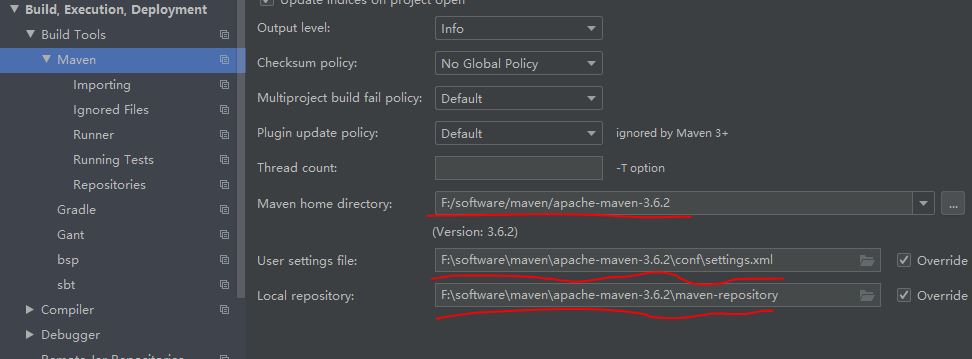 Build, Execution, Deployment
Build Tools
Maven
Importing
Ignored Files
Runner
Running Tests
Repositories
Gradle
Gant
bsp
sbt
Compiler
Debugger
Remote Jar Repositories
Update indices on project open
Output level: Info
Checksum policy: No Global Policy
Multiproject build fail policy: Default
Plugin update policy: Default ignored by Maven 3+
Thread count: -T option
Maven home directory: F:/software/maven/apache-maven-3.6.2 ...
(Version: 3.6.2)
User settings file: F:\software\maven\apache-maven-3.6.2\conf\settings.xml Override
Local repository: F:\software\maven\apache-maven-3.6.2\maven-repository Override